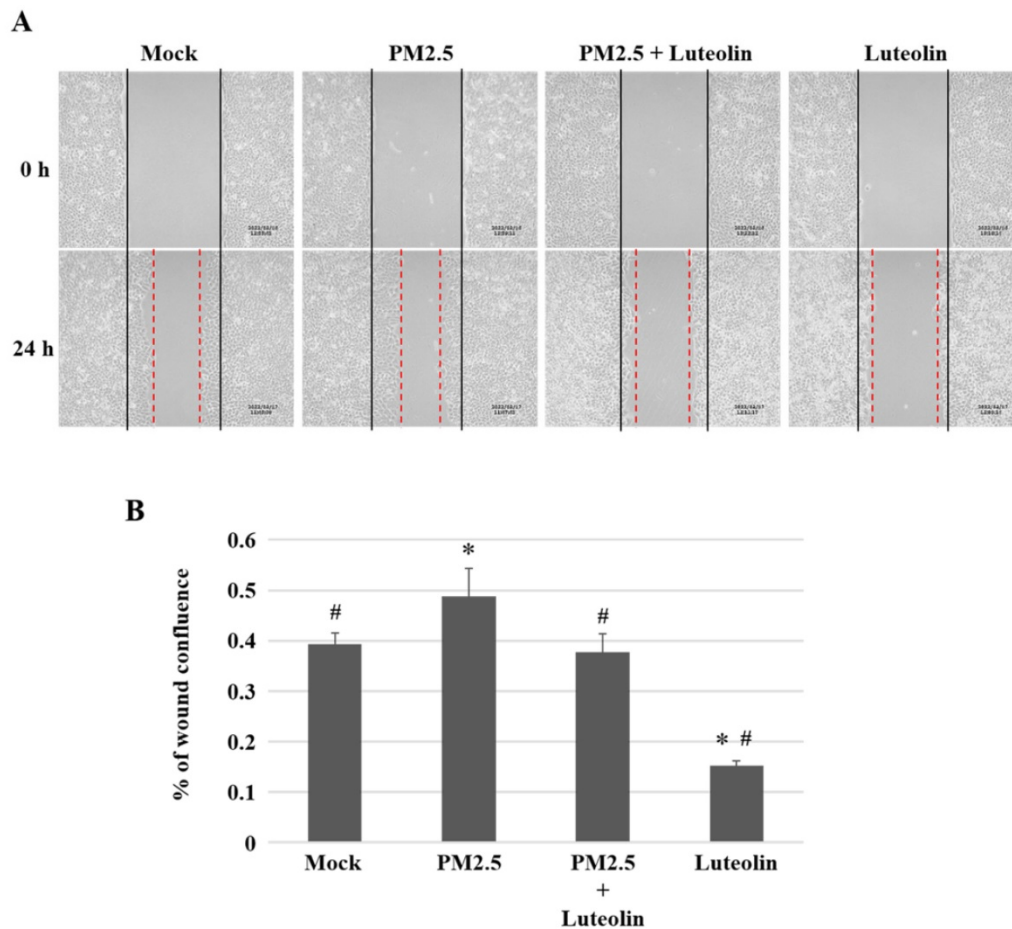 A
Mock
PM2.5
PM2.5 + Luteolin
Luteolin
0 h
24 h
B
% of wound confluence
0.6
0.5
0.4
0.3
0.2
0.1
0
#
*
#
* #
Mock
PM2.5
PM2.5
+
Luteolin
Luteolin